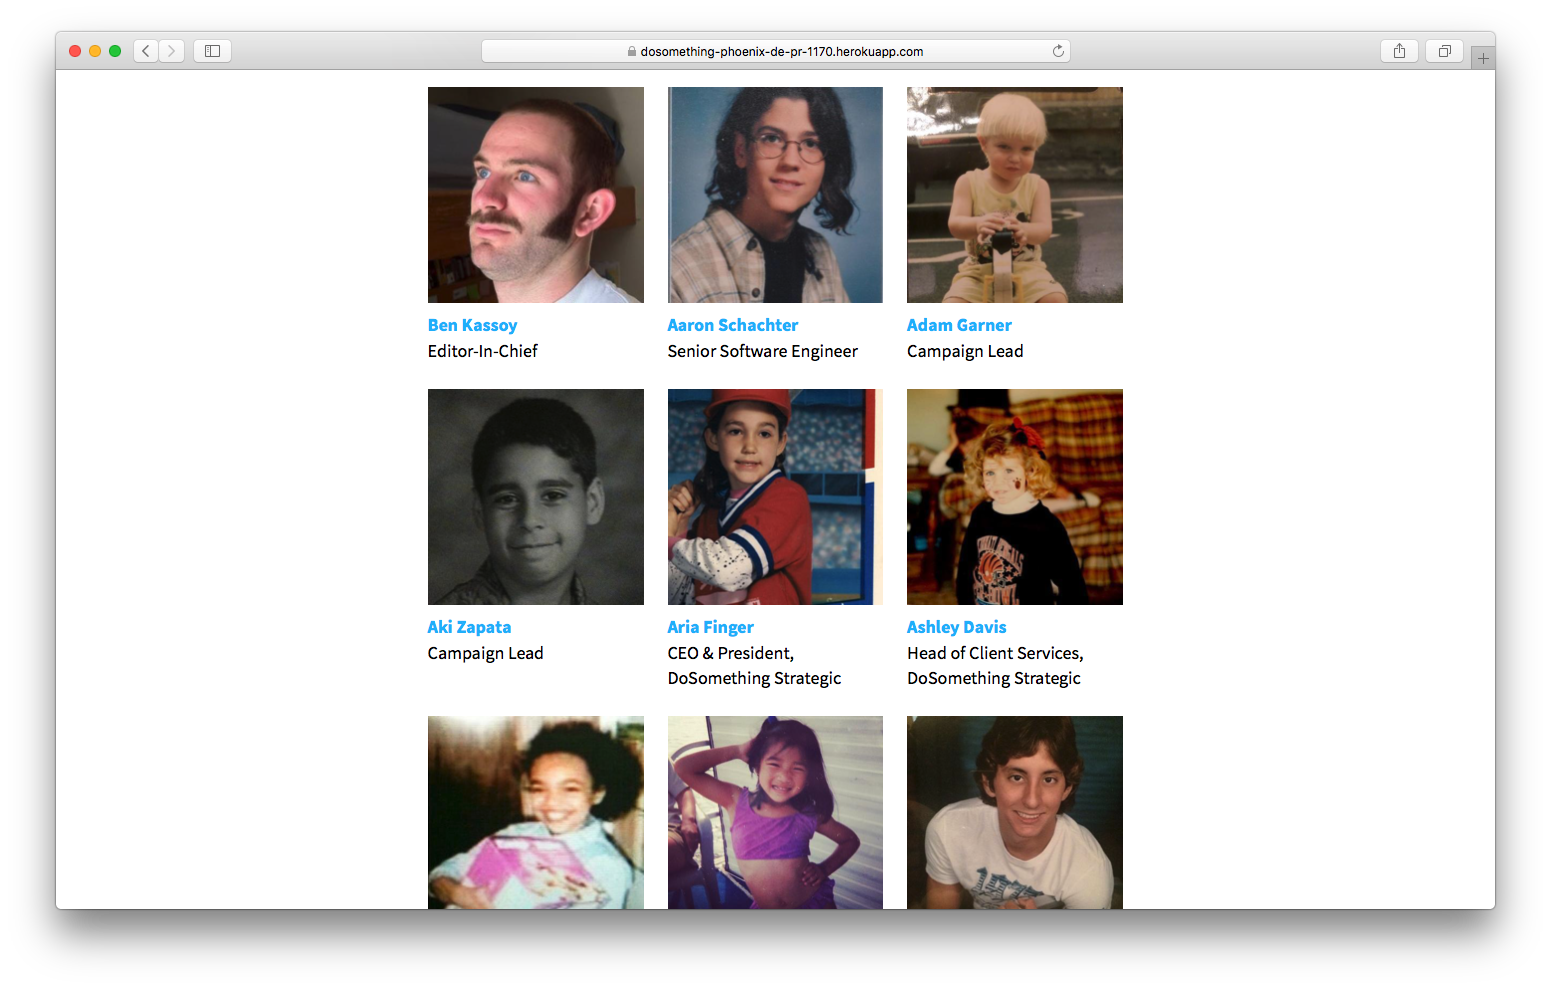 dosomething-phoenix-de-pr-1170.herokuapp.com
Ben Kassoy
Editor-In-Chief
Aaron Schachter
Senior Software Engineer
Adam Garner
Campaign Lead
Aki Zapata
Campaign Lead
Aria Finger
CEO & President,
DoSomething Strategic
Ashley Davis
Head of Client Services,
DoSomething Strategic